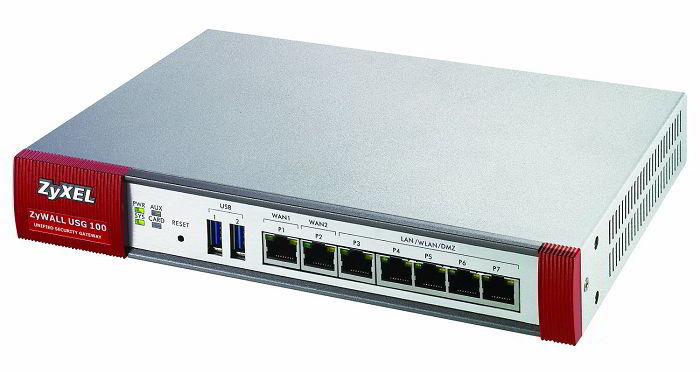 ZyXEL
ZyWALL USG 100
UNIFIED SECURITY GATEWAY
PWR AUX
SYS CARD
RESET
USB
1 2
WAN1 WAN2 LAN/WLAN/DMZ
P1 P2 P3 P4 P5 P6 P7